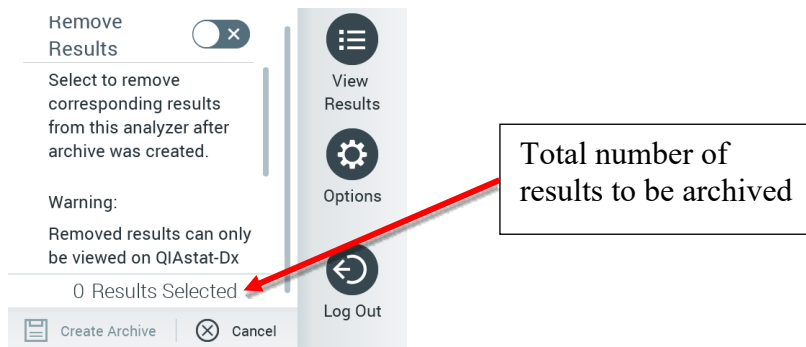 Remove
Results
Select to remove
corresponding results
from this analyzer after
archive was created.
Warning:
Removed results can only
be viewed on QIAstat-Dx
0 Results Selected
Create Archive
Cancel
View
Results
Options
Log Out
Total number of
results to be archived